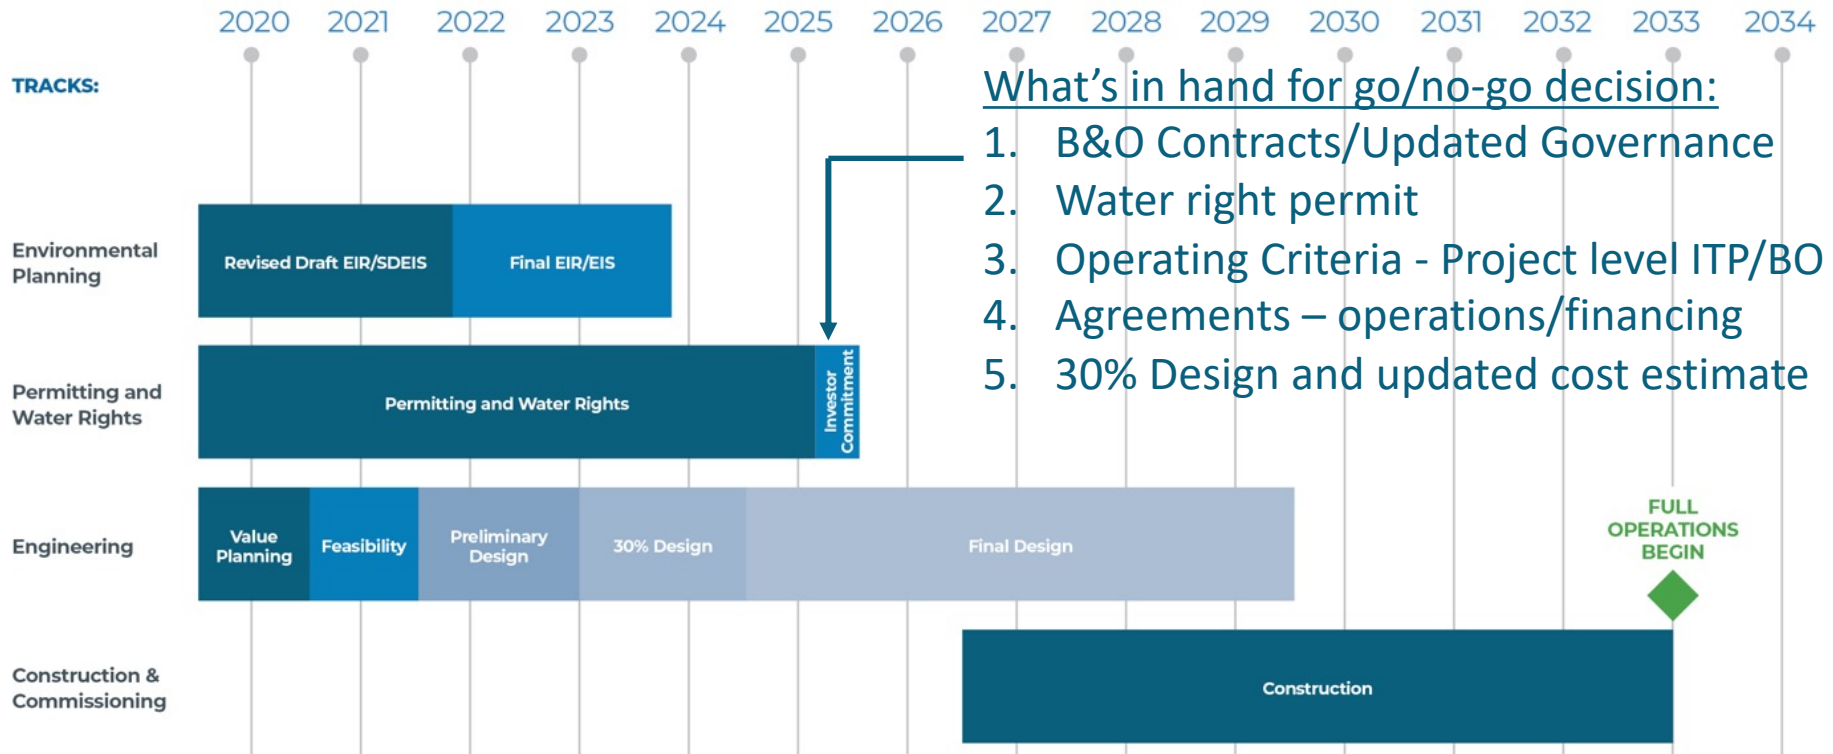 2020 2021 2022 2023 2024 2025 2026 2027 2028 2029 2030 2031 2032 2033 2034
TRACKS:
What’s in hand for go/no-go decision:
1. B&O Contracts/Updated Governance
2. Water right permit
3. Operating Criteria - Project level ITP/BO
4. Agreements – operations/financing
5. 30% Design and updated cost estimate
Environmental
Planning
Revised Draft EIR/SDEIS
Final EIR/EIS
Permitting and
Water Rights
Permitting and Water Rights
Investor
Commitment
Engineering
Value
Planning
Feasibility
Preliminary
Design
30% Design
Final Design
FULL
OPERATIONS
BEGIN
Construction &
Commissioning
Construction